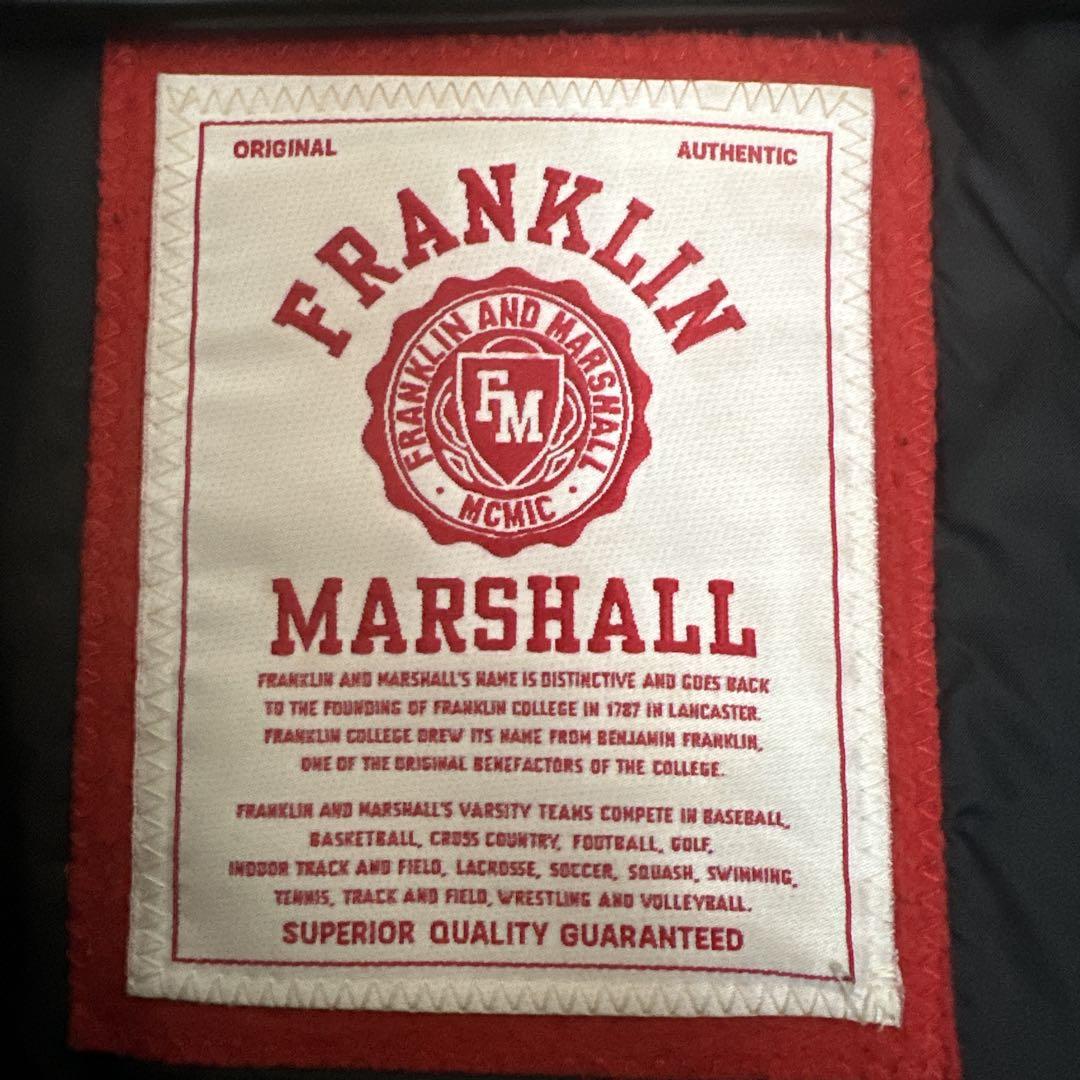 ORIGINAL AUTHENTIC
FRANKLIN
FRANKLIN AND MARSHALL
FM
· MCMIC ·
MARSHALL
FRANKLIN AND MARSHALL'S NAME IS DISTINCTIVE AND GOES BACK
TO THE FOUNDING OF FRANKLIN COLLEGE IN 1787 IN LANCASTER.
FRANKLIN COLLEGE DREW ITS NAME FROM BENJAMIN FRANKLIN,
ONE OF THE ORIGINAL BENEFACTORS OF THE COLLEGE.
FRANKLIN AND MARSHALL'S VARSITY TEAMS COMPETE IN BASEBALL,
BASKETBALL, CROSS COUNTRY, FOOTBALL, GOLF,
INDOOR TRACK AND FIELD, LACROSSE, SOCCER, SQUASH, SWIMMING,
TENNIS, TRACK AND FIELD, WRESTLING AND VOLLEYBALL.
SUPERIOR QUALITY GUARANTEED